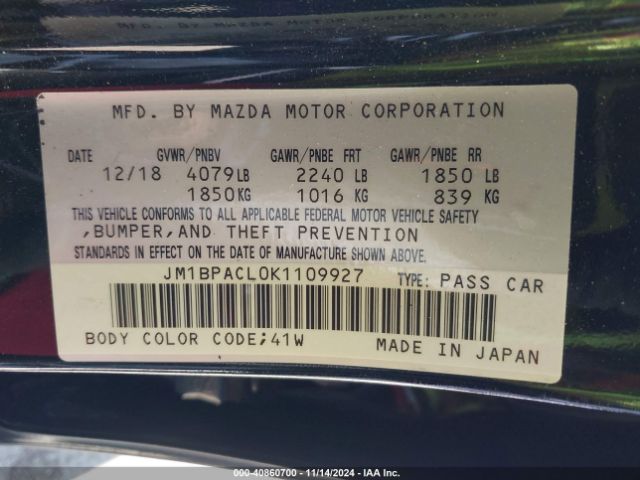 MFD. BY MAZDA MOTOR CORPORATION
DATE GVWR/PNBV GAWR/PNBE FRT GAWR/PNBE RR
12/18 4079LB 2240 LB 1850 LB
1850KG 1016 KG 839 KG
THIS VEHICLE CONFORMS TO ALL APPLICABLE FEDERAL MOTOR VEHICLE SAFETY
,BUMPER,AND THEFT PREVENTION
STANDARDS IN EFFECT ON THE DATE OF MANUFACTURE SHOWN ABOVE.
JM1BPACL0K1109927 TYPE: PASS CAR
BODY COLOR CODE;41W MADE IN JAPAN
000-40860700 - 11/14/2024 - IAA Inc.